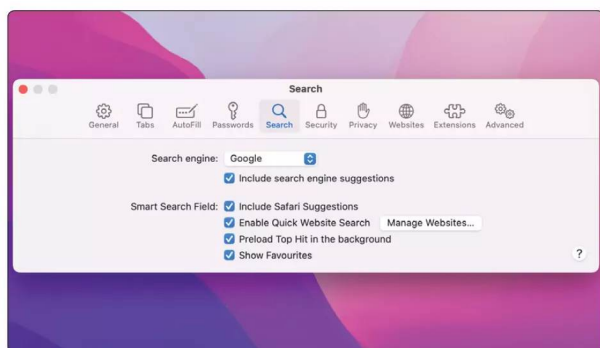 Search
General Tabs AutoFill Passwords Search Security Privacy Websites Extensions Advanced
Search engine: Google
Include search engine suggestions
Smart Search Field: Include Safari Suggestions
Enable Quick Website Search Manage Websites...
Preload Top Hit in the background
Show Favourites
?